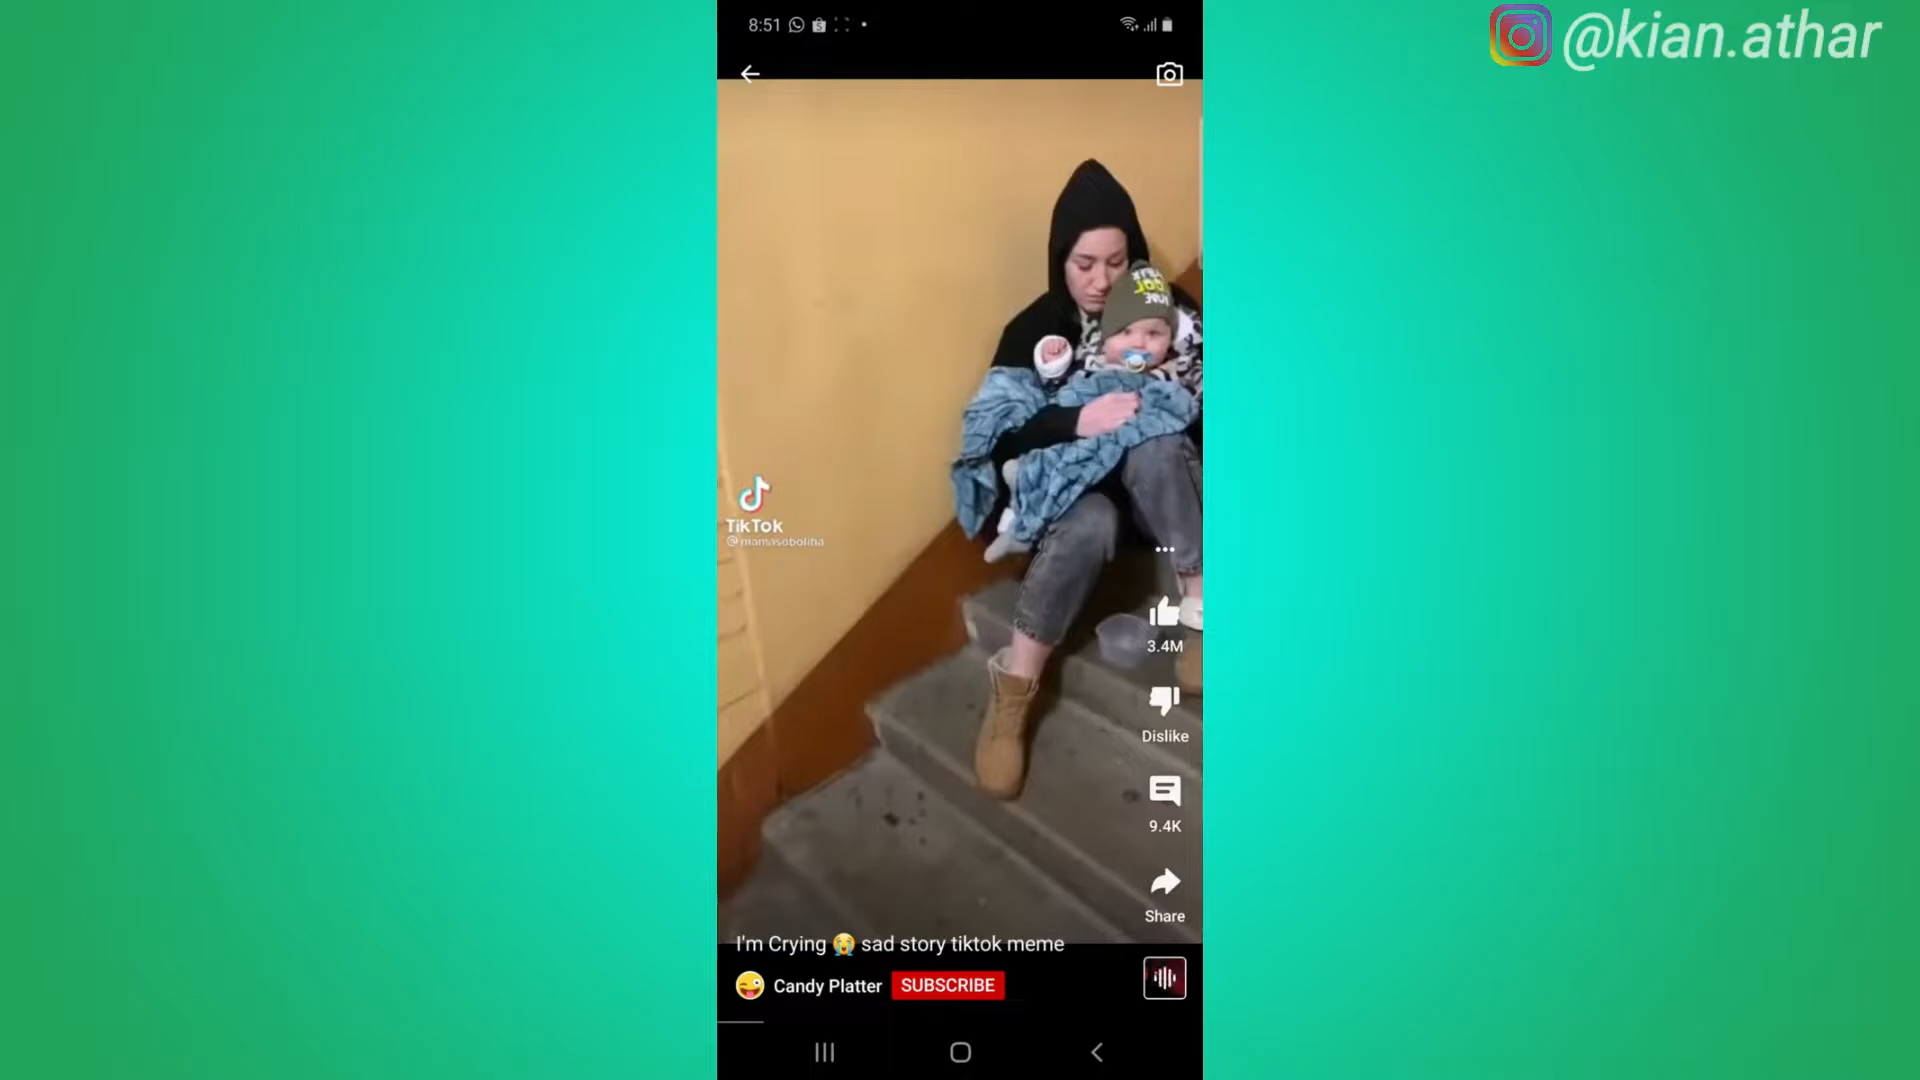 8:51
@kian.athar
TikTok
@mamasoboliha
3.4M
Dislike
9.4K
Share
I'm Crying 😭 sad story tiktok meme
Candy Platter SUBSCRIBE